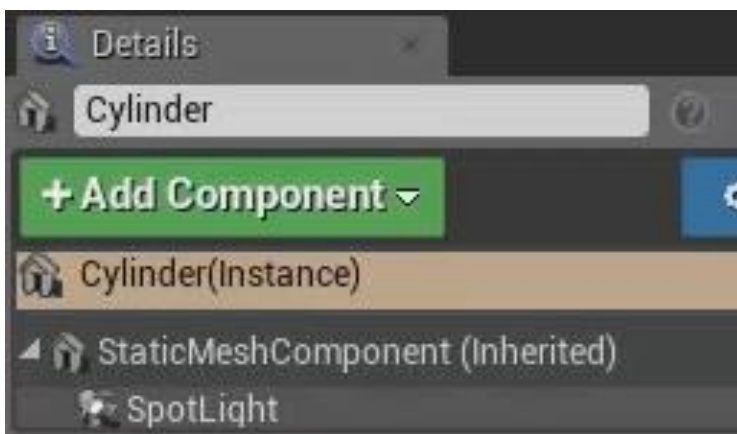 Details
Cylinder
+ Add Component
Cylinder(Instance)
StaticMeshComponent (Inherited)
SpotLight